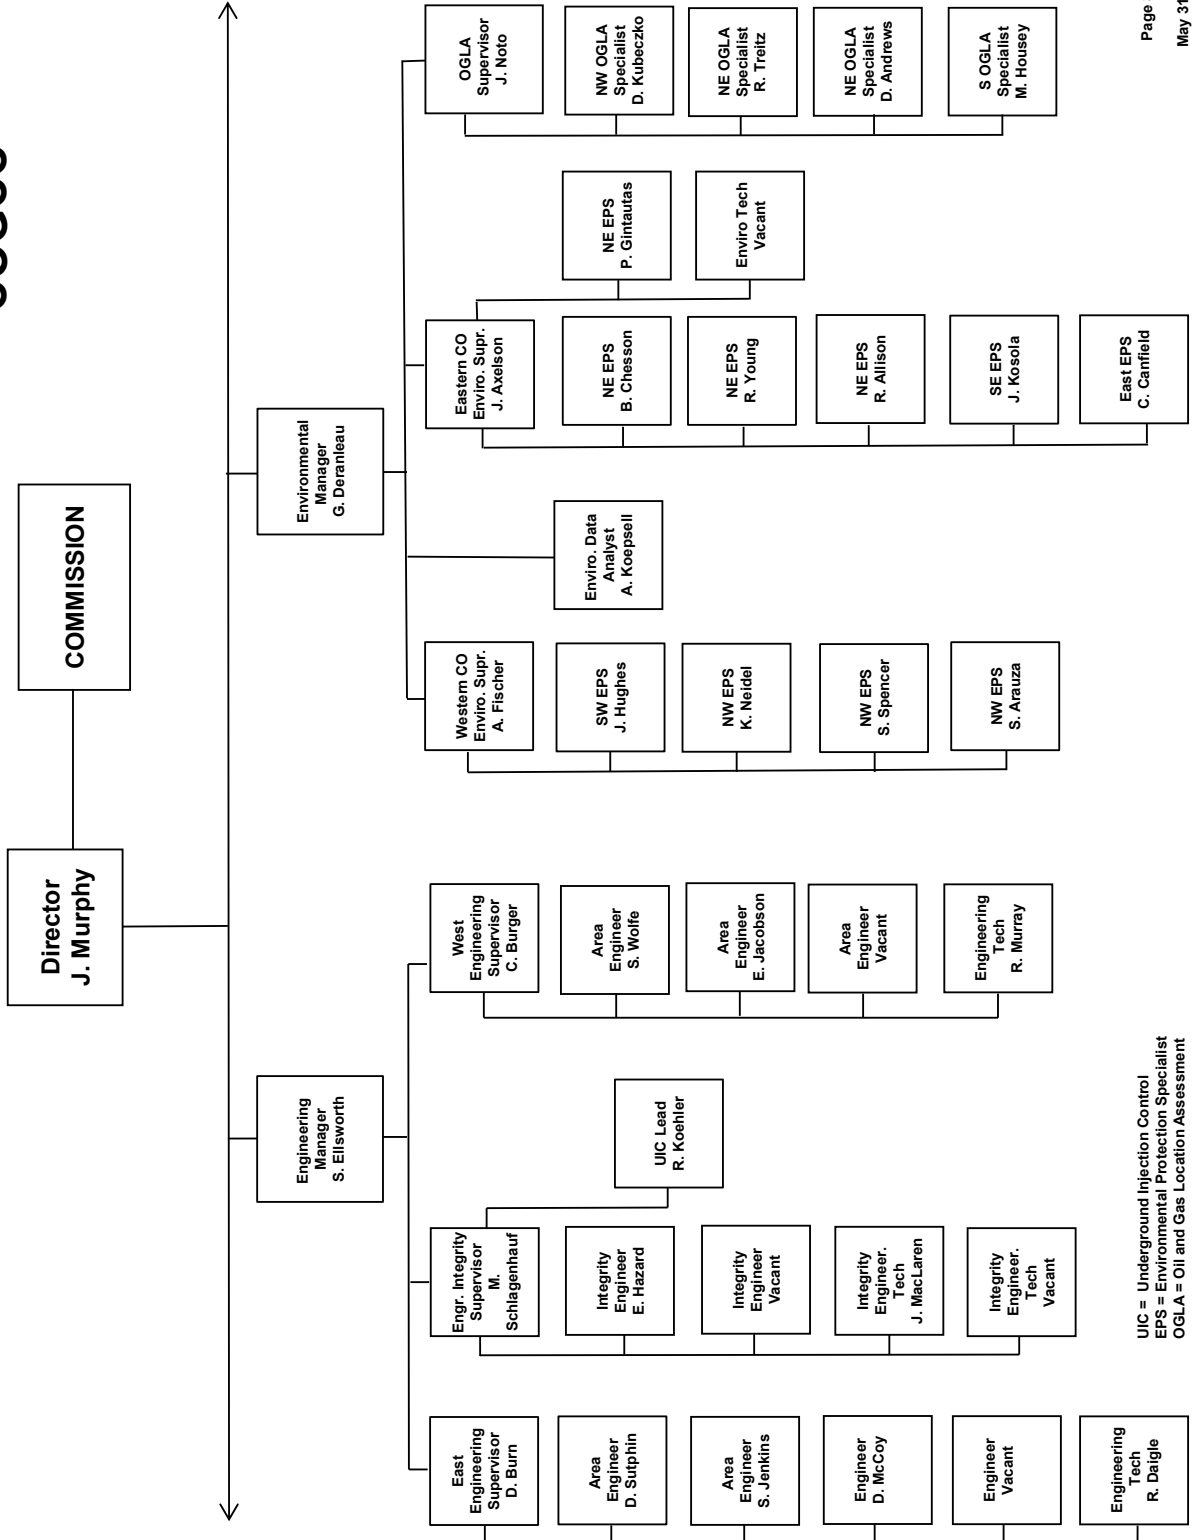 Director
J. Murphy
COMMISSION
Engineering
Manager
S. Ellsworth
Environmental
Manager
G. Deranleau
East
Engineering
Supervisor
D. Burn
Area
Engineer
D. Sutphin
Area
Engineer
S. Jenkins
Engineer
D. McCoy
Engineer
Vacant
Engineering
Tech
R. Daigle
Engr. Integrity
Supervisor
M.
Schlagenhauf
Integrity
Engineer
E. Hazard
Integrity
Engineer
Vacant
Integrity
Engineer.
Tech
J. MacLaren
Integrity
Engineer.
Tech
Vacant
UIC Lead
R. Koehler
West
Engineering
Supervisor
C. Burger
Area
Engineer
S. Wolfe
Area
Engineer
E. Jacobson
Area
Engineer
Vacant
Engineering
Tech
R. Murray
Western CO
Enviro. Supr.
A. Fischer
SW EPS
J. Hughes
NW EPS
K. Neidel
NW EPS
S. Spencer
NW EPS
S. Arauza
Enviro. Data
Analyst
A. Koepsell
Eastern CO
Enviro. Supr.
J. Axelson
NE EPS
B. Chesson
NE EPS
R. Young
NE EPS
R. Allison
SE EPS
J. Kosola
East EPS
C. Canfield
NE EPS
P. Gintautas
Enviro Tech
Vacant
OGLA
Supervisor
J. Noto
NW OGLA
Specialist
D. Kubeczko
NE OGLA
Specialist
R. Treitz
NE OGLA
Specialist
D. Andrews
S OGLA
Specialist
M. Housey
UIC = Underground Injection Control
EPS = Environmental Protection Specialist
OGLA = Oil and Gas Location Assessment
Page
May 31